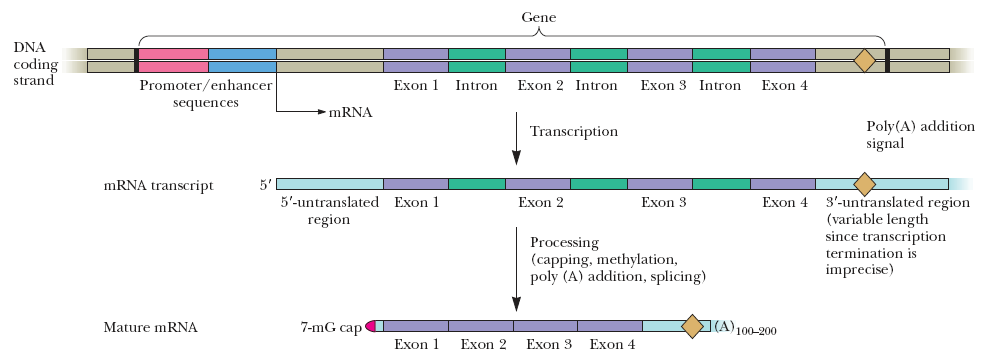 Gene
DNA
coding
strand
Promoter/enhancer
sequences
Exon 1 Intron Exon 2 Intron Exon 3 Intron Exon 4
mRNA
Transcription
Poly(A) addition
signal
mRNA transcript 5′
5′-untranslated
region
Exon 1 Exon 2 Exon 3 Exon 4
3′-untranslated region
(variable length
since transcription
termination is
imprecise)
Processing
(capping, methylation,
poly (A) addition, splicing)
Mature mRNA 7-mG cap (A)100–200
Exon 1 Exon 2 Exon 3 Exon 4